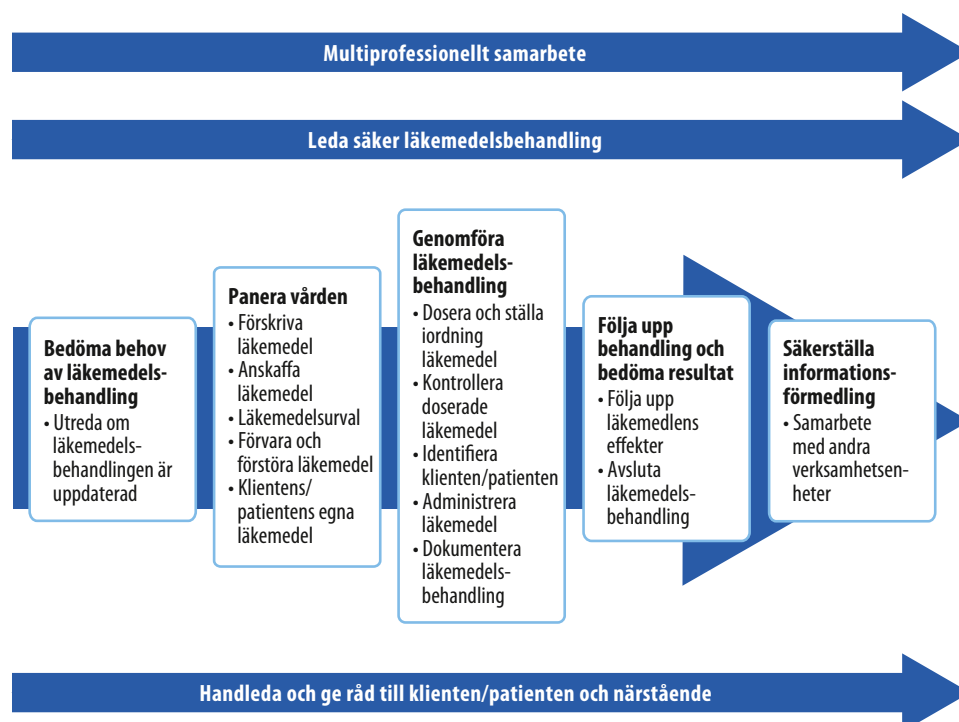 Multiprofessionellt samarbete
Leda säker läkemedelsbehandling
Bedöma behov
av läkemedels-
behandling
• Utreda om
läkemedels-
behandlingen är
uppdaterad
Panera vården
• Förskriva
läkemedel
• Anskaffa
läkemedel
• Läkemedelsurval
• Förvara och
förstöra läkemedel
• Klientens/
patientens egna
läkemedel
Genomföra
läkemedels-
behandling
• Dosera och ställa
iordning
läkemedel
• Kontrollera
doserade
läkemedel
• Identifiera
klienten/patienten
• Administrera
läkemedel
• Dokumentera
läkemedels-
behandling
Följa upp
behandling och
bedöma resultat
• Följa upp
läkemedlens
effekter
• Avsluta
läkemedels-
behandling
Säkerställa
informations-
förmedling
• Samarbete
med andra
verksamhetsen-
heter
Handleda och ge råd till klienten/patienten och närstående